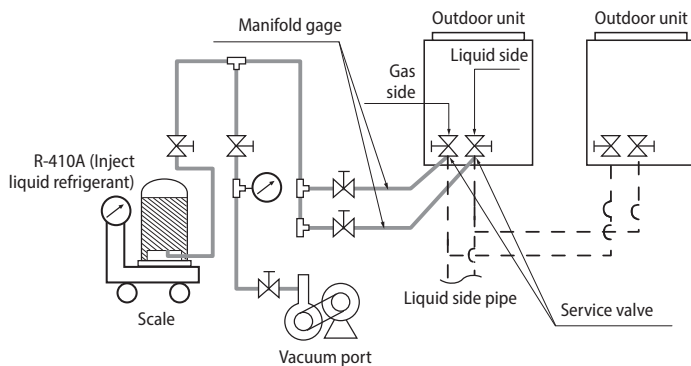 Manifold gage
Outdoor unit
Outdoor unit
Gas
side
Liquid side
R-410A (Inject
liquid refrigerant)
Scale
Vacuum port
Liquid side pipe
Service valve